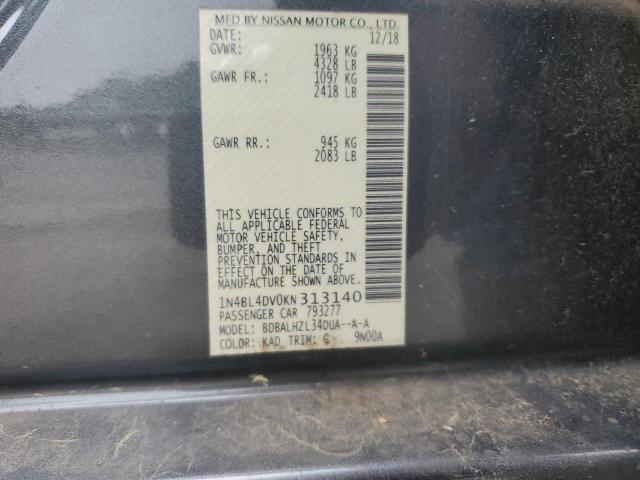 MFD BY NISSAN MOTOR CO., LTD.
DATE: 12/18
GVWR: 1963 KG
4328 LB
GAWR FR.: 1097 KG
2418 LB
GAWR RR.: 945 KG
2083 LB
THIS VEHICLE CONFORMS TO
ALL APPLICABLE FEDERAL
MOTOR VEHICLE SAFETY,
BUMPER, AND THEFT
PREVENTION STANDARDS IN
EFFECT ON THE DATE OF
MANUFACTURE SHOWN ABOVE.
1N4BL4DV0KN313140
PASSENGER CAR 793277
MODEL: BDBALHZL34DUA--A-A
COLOR: KAD TRIM: G 9N00A